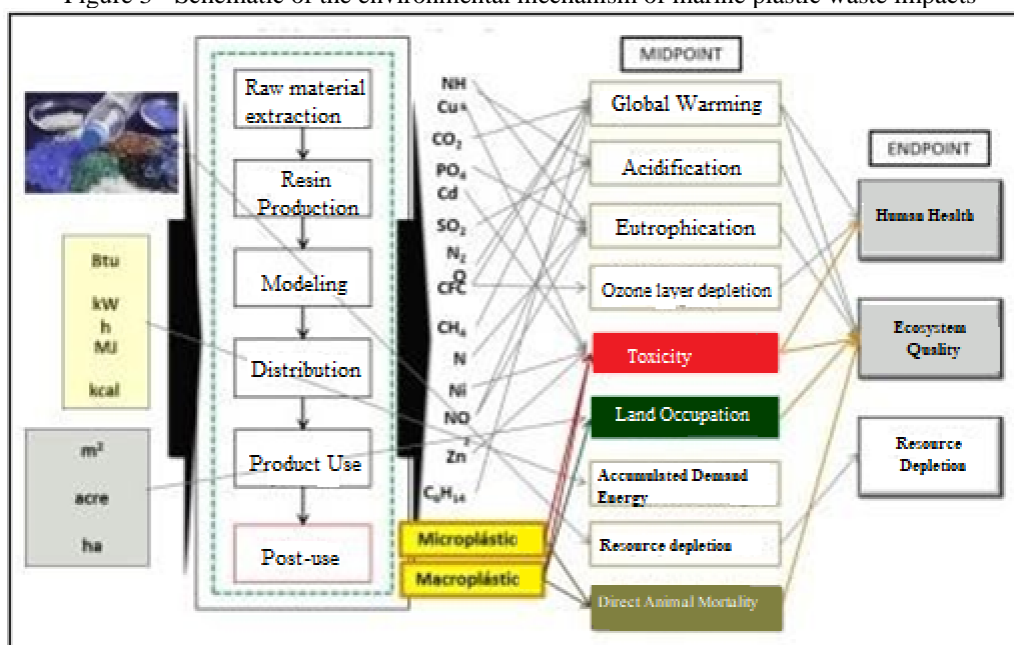 Figure 3 - Schematic of the environmental mechanism of marine plastic waste impacts
Btu
kW
h
MJ
kcal
m²
acre
ha
Raw material
extraction
Resin
Production
Modeling
Distribution
Product Use
Post-use
NH
Cu
CO₂
PO₄
Cd
SO₂
N₂
O
CFC
CH₄
N
Ni
NO
2
Zn
C₆H₁₄
Microplástic
Macroplástic
MIDPOINT
Global Warming
Acidification
Eutrophication
Ozone layer depletion
Toxicity
Land Occupation
Accumulated Demand
Energy
Resource depletion
Direct Animal Mortality
ENDPOINT
Human Health
Ecosystem
Quality
Resource
Depletion